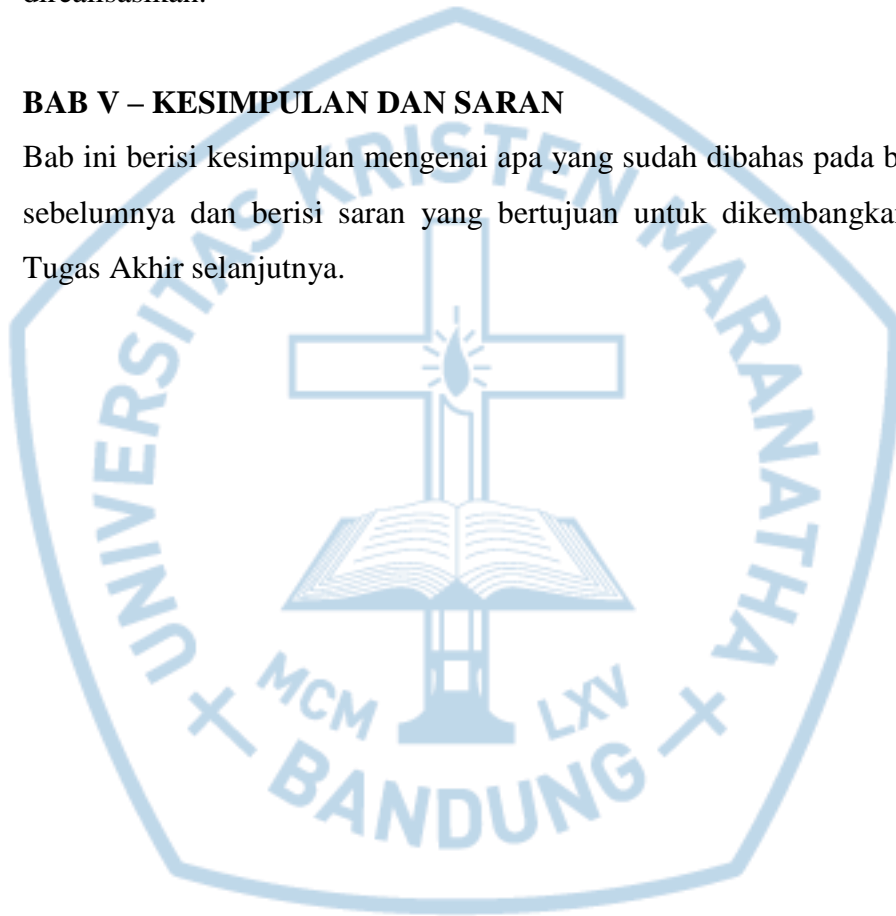 direalisasikan.
BAB V – KESIMPULAN DAN SARAN
Bab ini berisi kesimpulan mengenai apa yang sudah dibahas pada b
sebelumnya dan berisi saran yang bertujuan untuk dikembangka
Tugas Akhir selanjutnya.
UNIVERSITAS KRISTEN MARANATHA
MCM LXV
BANDUNG